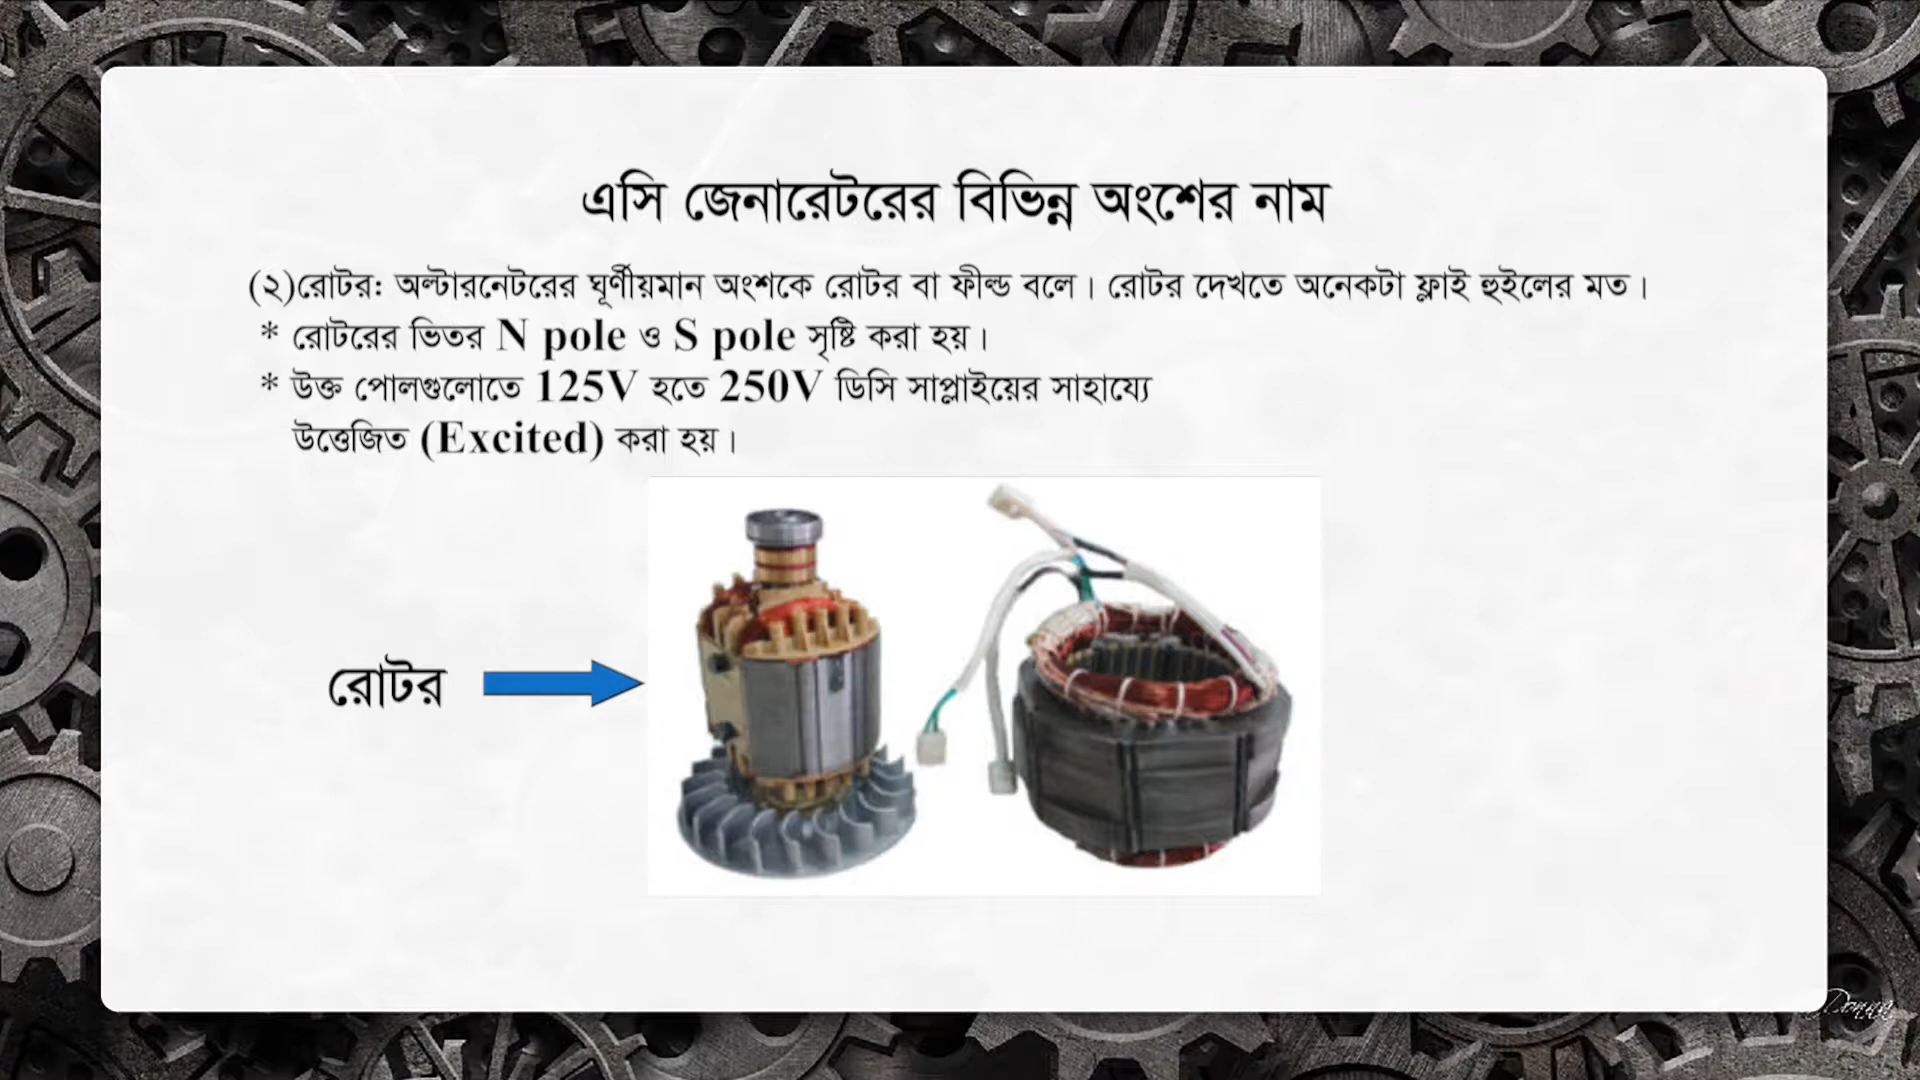 এসি জেনারেটরের বিভিন্ন অংশের নাম
(২)রোটর: অল্টারনেটরের ঘূর্ণীয়মান অংশকে রোটর বা ফীল্ড বলে। রোটর দেখতে অনেকটা ফ্লাই হুইলের মত।
* রোটরের ভিতর N pole ও S pole সৃষ্টি করা হয়।
* উক্ত পোলগুলোতে 125V হতে 250V ডিসি সাপ্লাইয়ের সাহায্যে
উত্তেজিত (Excited) করা হয়।
রোটর